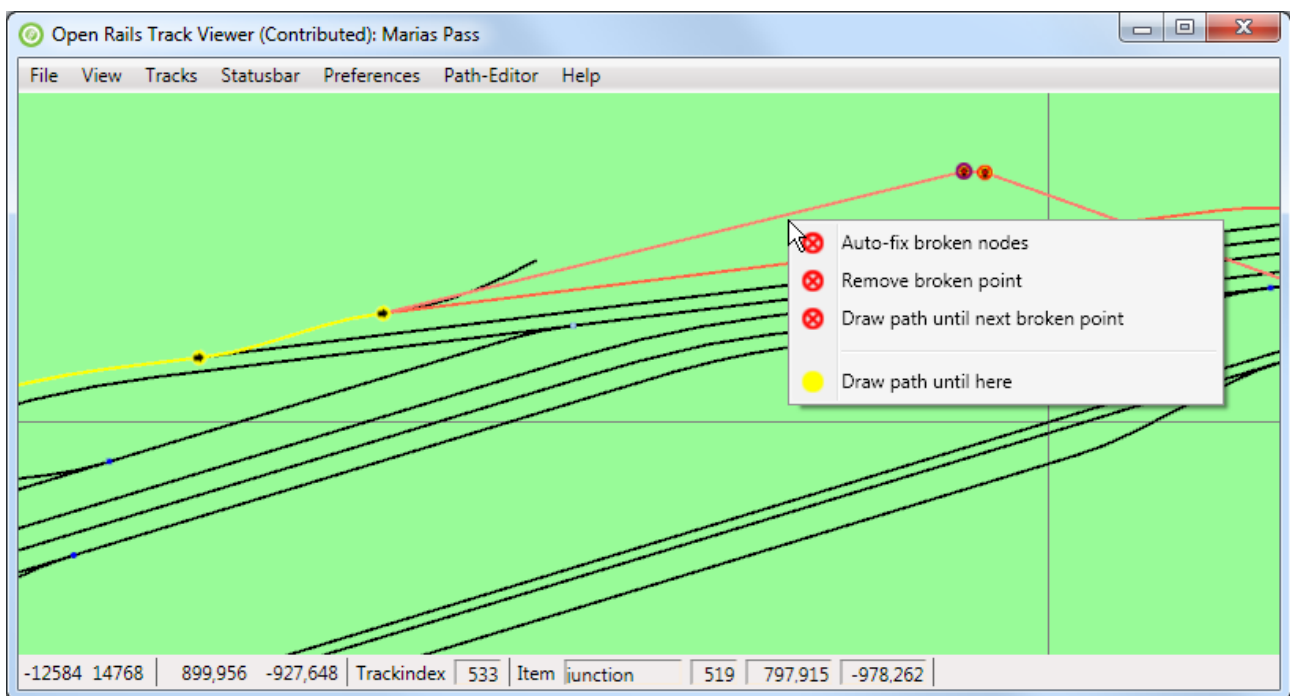 Open Rails Track Viewer (Contributed): Marias Pass
File View Tracks Statusbar Preferences Path-Editor Help
Auto-fix broken nodes
Remove broken point
Draw path until next broken point
Draw path until here
-12584 14768 899,956 -927,648 Trackindex 533 Item junction 519 797,915 -978,262